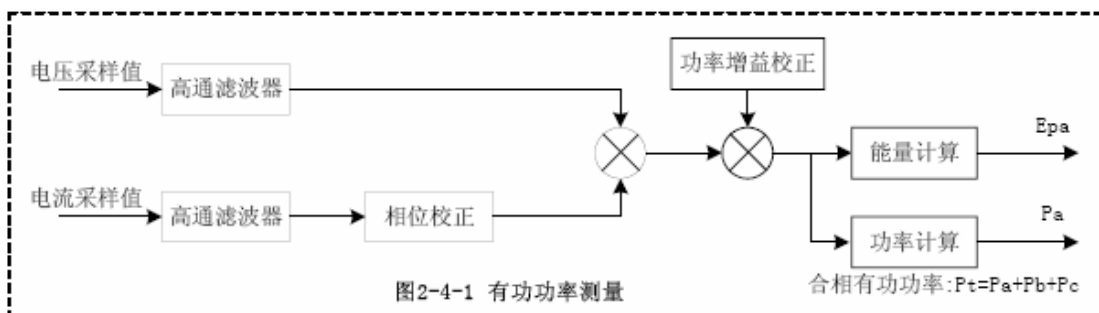 电压采样值
高通滤波器
功率增益校正
能量计算
Epa
电流采样值
高通滤波器
相位校正
功率计算
Pa
图2-4-1 有功功率测量
合相有功功率:Pt=Pa+Pb+Pc